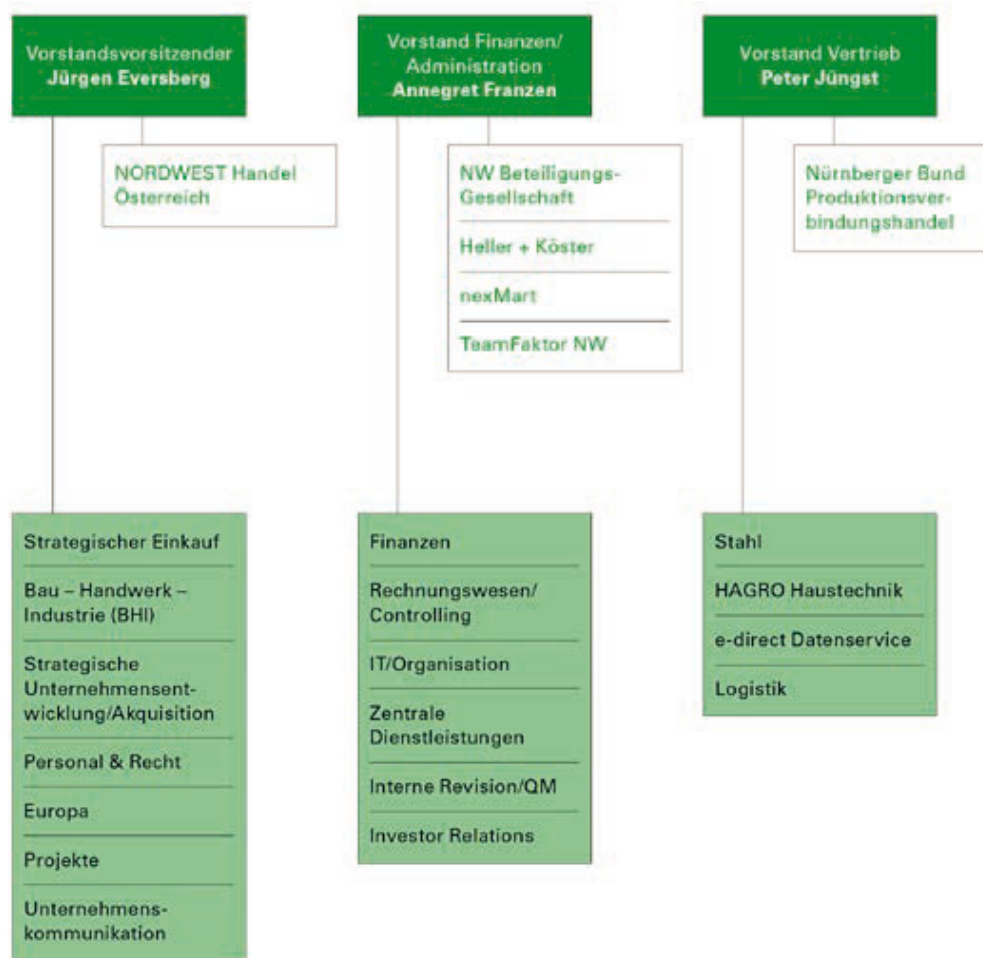 Vorstandsvorsitzender
Jürgen Eversberg
NORDWEST Handel
Österreich
Strategischer Einkauf
Bau – Handwerk –
Industrie (BHI)
Strategische
Unternehmensent-
wicklung/Akquisition
Personal & Recht
Europa
Projekte
Unternehmens-
kommunikation
Vorstand Finanzen/
Administration
Annegret Franzen
NW Beteiligungs-
Gesellschaft
Heller + Köster
nexMart
TeamFaktor NW
Finanzen
Rechnungswesen/
Controlling
IT/Organisation
Zentrale
Dienstleistungen
Interne Revision/QM
Investor Relations
Vorstand Vertrieb
Peter Jüngst
Nürnberger Bund
Produktionsver-
bindungshandel
Stahl
HAGRO Haustechnik
e-direct Datenservice
Logistik